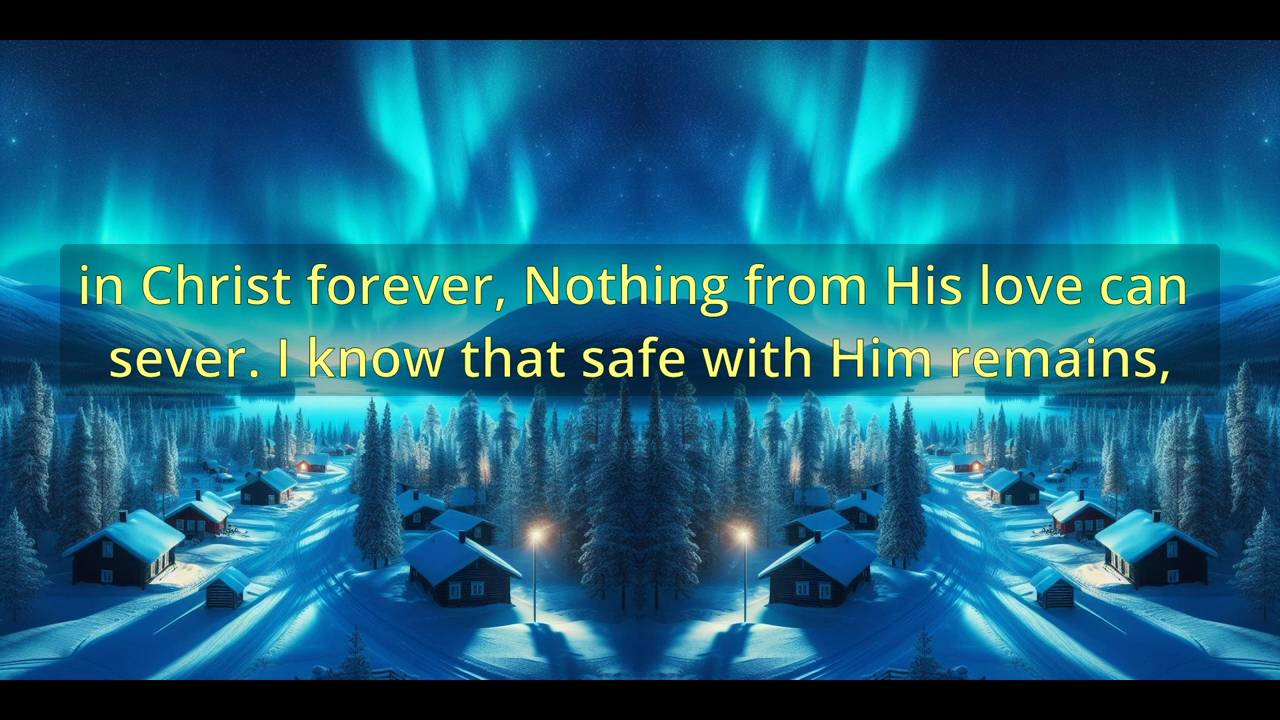 in Christ forever, Nothing from His love can
sever. I know that safe with Him remains,